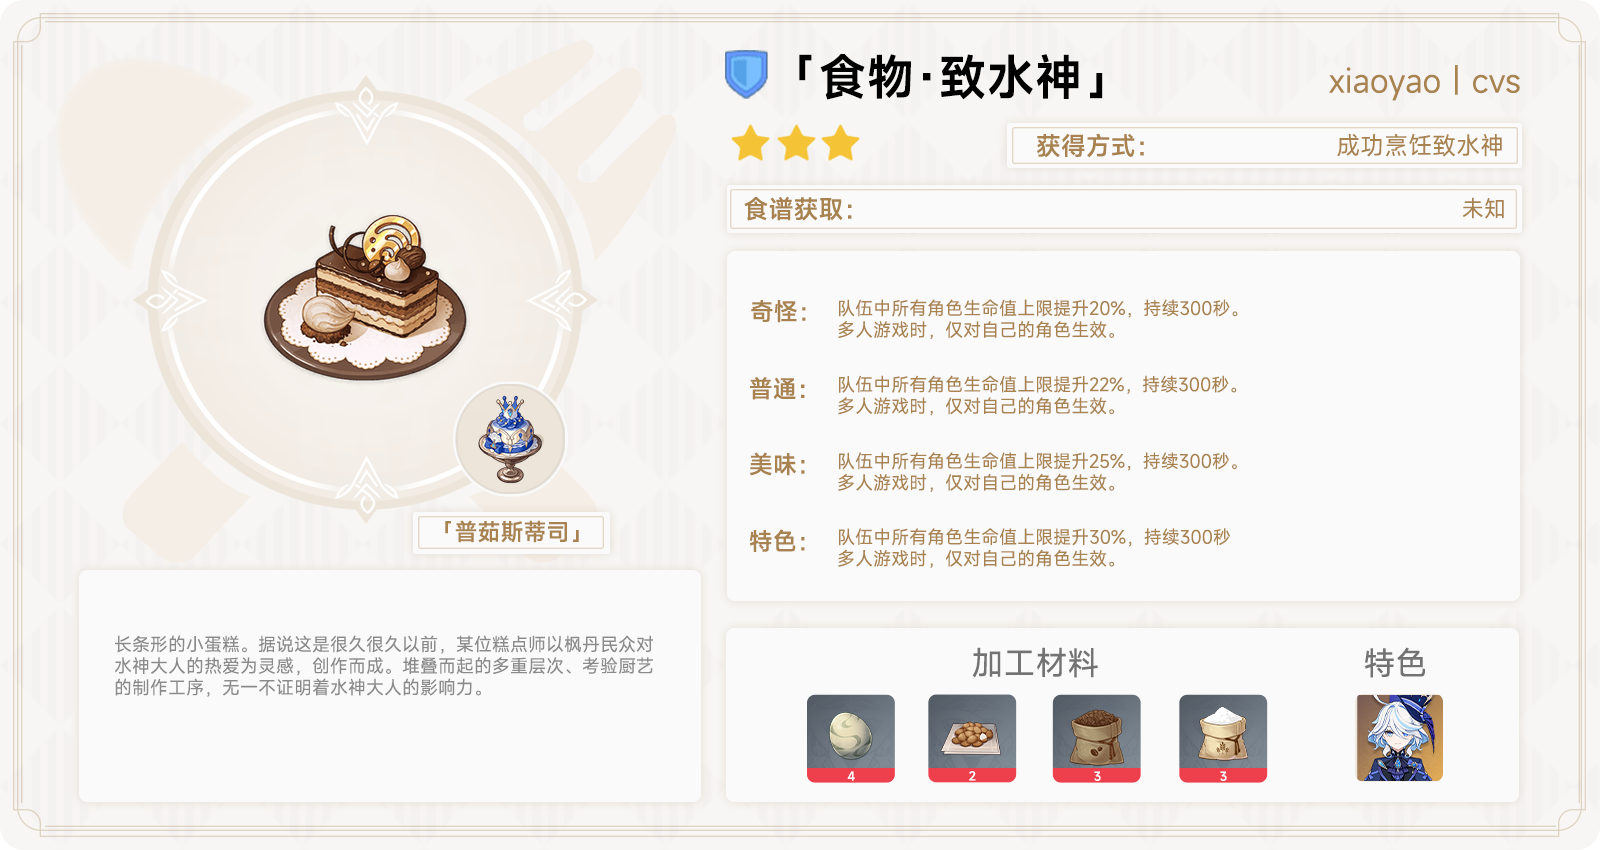 「食物·致水神」
xiaoyao | cvs
获得方式：
成功烹饪致水神
食谱获取：
未知
奇怪：
队伍中所有角色生命值上限提升20%，持续300秒。
多人游戏时，仅对自己的角色生效。
普通：
队伍中所有角色生命值上限提升22%，持续300秒。
多人游戏时，仅对自己的角色生效。
美味：
队伍中所有角色生命值上限提升25%，持续300秒。
多人游戏时，仅对自己的角色生效。
特色：
队伍中所有角色生命值上限提升30%，持续300秒
多人游戏时，仅对自己的角色生效。
「普茹斯蒂司」
长条形的小蛋糕。据说这是很久很久以前，某位糕点师以枫丹民众对
水神大人的热爱为灵感，创作而成。堆叠而起的多重层次、考验厨艺
的制作工序，无一不证明着水神大人的影响力。
加工材料
特色
4
2
3
3